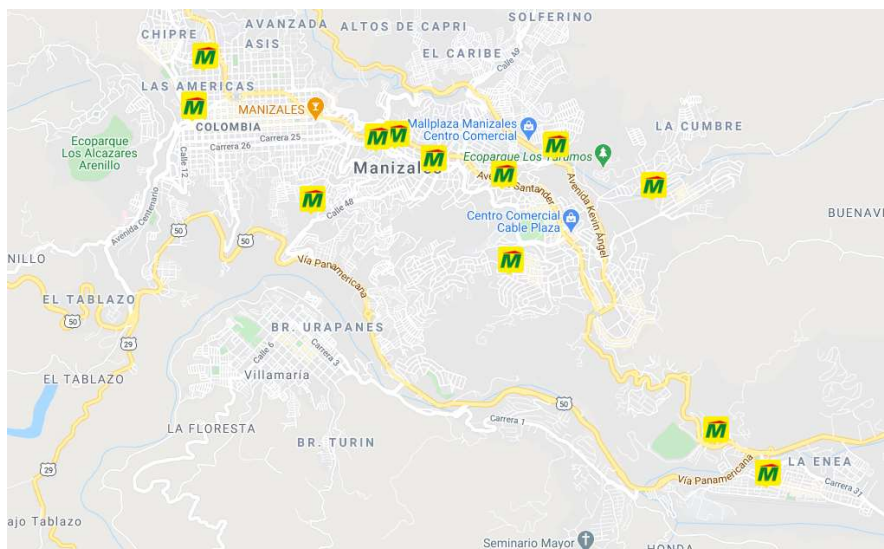 SOLFERINO
AVANZADA
ALTOS DE CAPRI
CHIPRE
ASIS
EL CARIBE
Calle 49
LAS AMERICAS
M
M
MANIZALES
Mallplaza Manizales
Centro Comercial
LA CUMBRE
COLOMBIA
Carrera 25
Ecoparque
Los Alcazares
Arenillo
Carrera 26
M
M
M
M
Calle 12
Manizales
Ecoparque Los Yarumos
M
Avenida Santander
M
M
Avenida Centenario
Calle 48
Centro Comercial
Cable Plaza
Avenida Kevin Ángel
BUENAVI
50
50
NILLO
Vía Panamericana
M
EL TABLAZO
50
29
BR. URAPANES
Calle 6
Carrera 3
EL TABLAZO
Villamaría
50
Carrera 1
LA FLORESTA
BR. TURIN
M
29
Vía Panamericana
LA ENEA
M
Carrera 31
ajo Tablazo
Seminario Mayor
HONDA